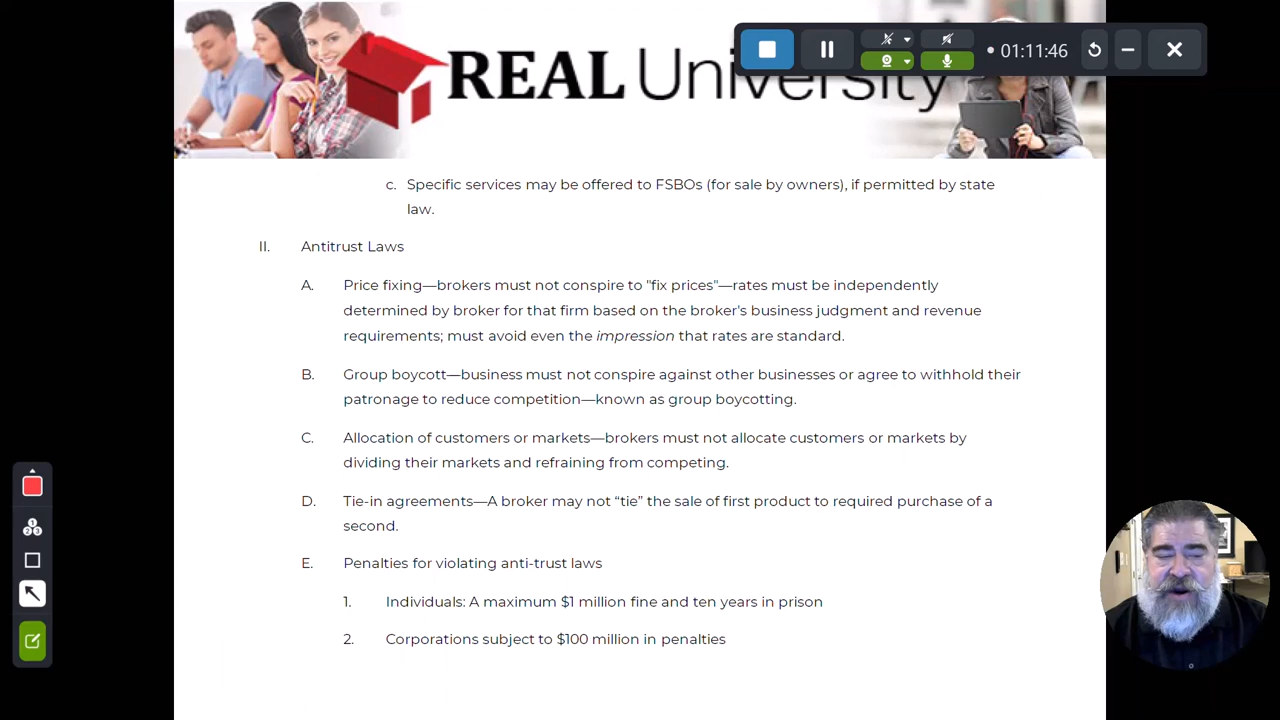 REAL University
01:11:46
c. Specific services may be offered to FSBOs (for sale by owners), if permitted by state
law.
II. Antitrust Laws
A. Price fixing—brokers must not conspire to "fix prices"—rates must be independently
determined by broker for that firm based on the broker's business judgment and revenue
requirements; must avoid even the impression that rates are standard.
B. Group boycott—business must not conspire against other businesses or agree to withhold their
patronage to reduce competition—known as group boycotting.
C. Allocation of customers or markets—brokers must not allocate customers or markets by
dividing their markets and refraining from competing.
D. Tie-in agreements—A broker may not “tie” the sale of first product to required purchase of a
second.
E. Penalties for violating anti-trust laws
1. Individuals: A maximum $1 million fine and ten years in prison
2. Corporations subject to $100 million in penalties